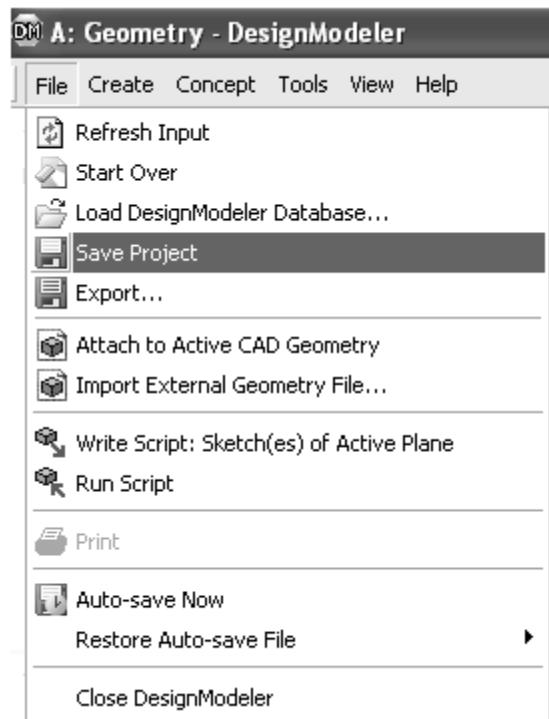 DM A: Geometry - DesignModeler
File Create Concept Tools View Help
Refresh Input
Start Over
Load DesignModeler Database...
Save Project
Export...
Attach to Active CAD Geometry
Import External Geometry File...
Write Script: Sketch(es) of Active Plane
Run Script
Print
Auto-save Now
Restore Auto-save File
Close DesignModeler